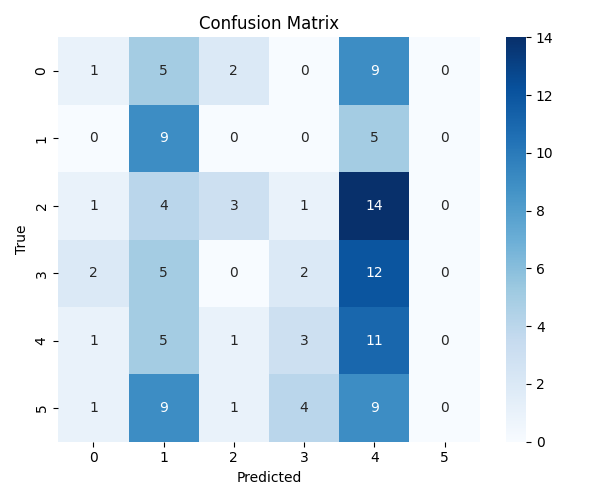 Confusion Matrix
True
0 1 5 2 0 9 0
1 0 9 0 0 5 0
2 1 4 3 1 14 0
3 2 5 0 2 12 0
4 1 5 1 3 11 0
5 1 9 1 4 9 0
0 1 2 3 4 5
Predicted
14
12
10
8
6
4
2
0